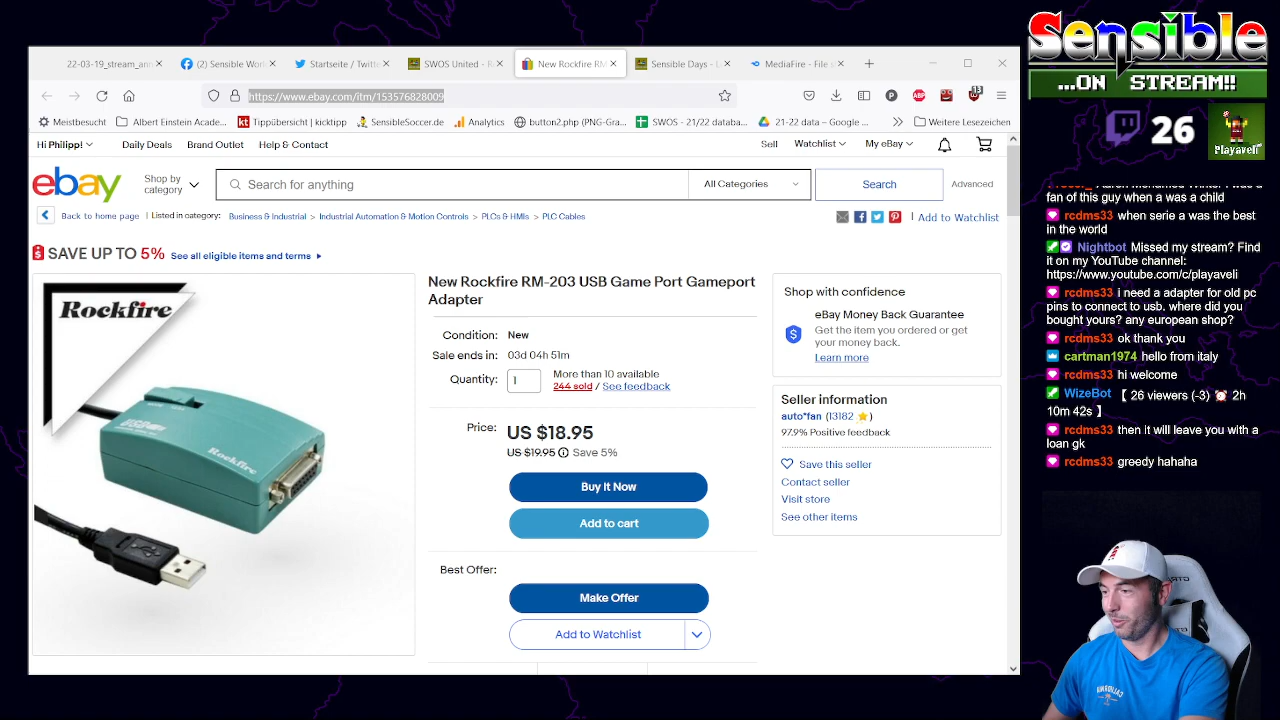 22-03-19_stream_ann
(2) Sensible Worl
Startseite / Twitte
SWOS United - R
New Rockfire RM
Sensible Days - L
MediaFire - File s
https://www.ebay.com/itm/153576828009
13
Meistbesucht
Albert Einstein Acade...
Tippübersicht | kicktipp
SensibleSoccer.de
Analytics
button2.php (PNG-Gra...
SWOS - 21/22 databa...
21-22 data – Google ...
Weitere Lesezeichen
Hi Philipp!
Daily Deals
Brand Outlet
Help & Contact
Sell
Watchlist
My eBay
ebay
Shop by
category
Search for anything
All Categories
Search
Advanced
Back to home page
| Listed in category:
Business & Industrial > Industrial Automation & Motion Controls > PLCs & HMIs > PLC Cables
| Add to Watchlist
SAVE UP TO 5% See all eligible items and terms
Rockfire
Rockfire
New Rockfire RM-203 USB Game Port Gameport
Adapter
Condition: New
Sale ends in: 03d 04h 51m
Quantity: 1
More than 10 available
244 sold / See feedback
Price: US $18.95
US $19.95 Save 5%
Buy It Now
Add to cart
Best Offer:
Make Offer
Add to Watchlist
Shop with confidence
eBay Money Back Guarantee
Get the item you ordered or get
your money back.
Learn more
Seller information
auto*fan (13182 )
97.9% Positive feedback
Save this seller
Contact seller
Visit store
See other items
Sensible
...ON STREAM!!
26
Playaveli
fan of this guy when a was a child
rcdms33 when serie a was the best
in the world
Nightbot Missed my stream? Find
it on my YouTube channel:
https://www.youtube.com/c/playaveli
rcdms33 i need a adapter for old pc
pins to connect to usb. where did you
bought yours? any european shop?
rcdms33 ok thank you
cartman1974 hello from italy
rcdms33 hi welcome
WizeBot 【 26 viewers (-3) ⏰ 2h
10m 42s 】
rcdms33 then it will leave you with a
loan gk
rcdms33 greedy hahaha